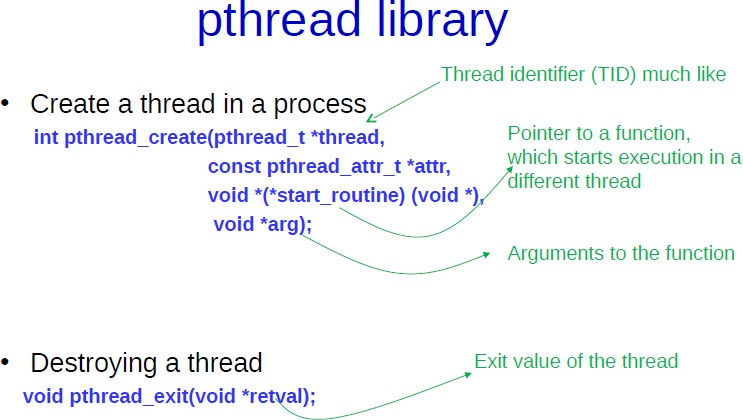 pthread library
Thread identifier (TID) much like
• Create a thread in a process
int pthread_create(pthread_t *thread,
const pthread_attr_t *attr,
void *(*start_routine) (void *),
void *arg);
Pointer to a function,
which starts execution in a
different thread
Arguments to the function
• Destroying a thread
void pthread_exit(void *retval);
Exit value of the thread